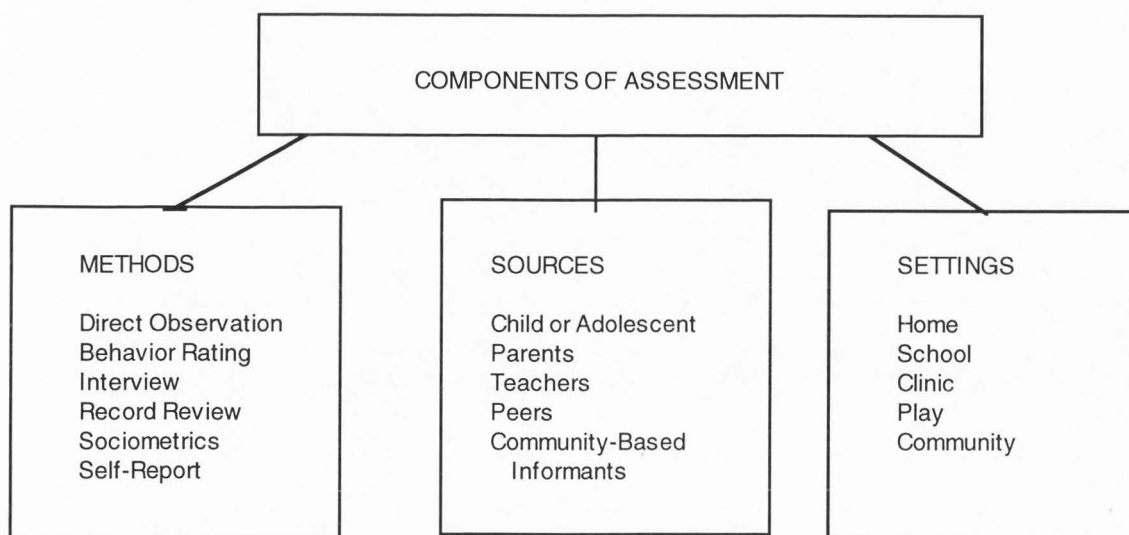 COMPONENTS OF ASSESSMENT
METHODS
Direct Observation
Behavior Rating
Interview
Record Review
Sociometrics
Self-Report
SOURCES
Child or Adolescent
Parents
Teachers
Peers
Community-Based
Informants
SETTINGS
Home
School
Clinic
Play
Community